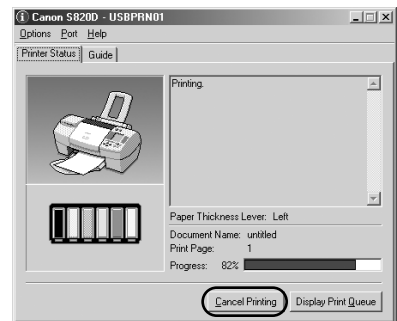 Canon S820D - USBPRN01
Options Port Help
Printer Status Guide
Printing.
Paper Thickness Lever: Left
Document Name: untitled
Print Page: 1
Progress: 82%
Cancel Printing Display Print Queue